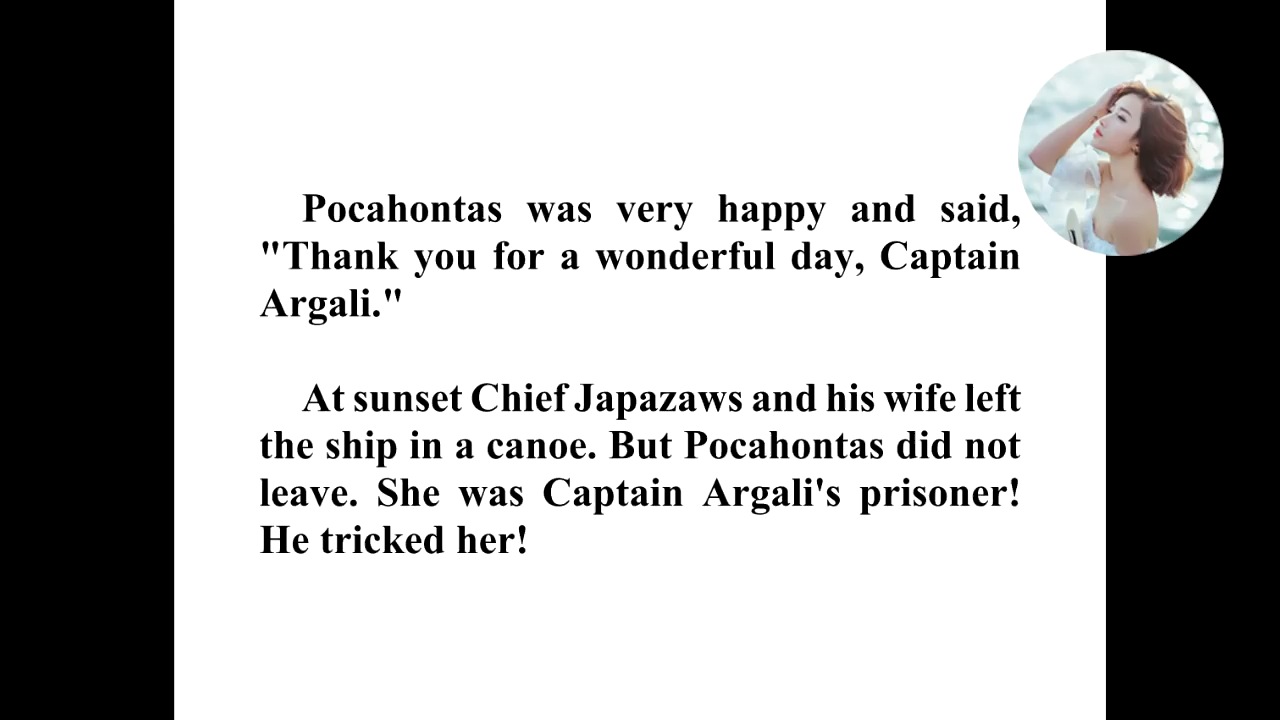 Pocahontas was very happy and said,
"Thank you for a wonderful day, Captain
Argali."
At sunset Chief Japazaws and his wife left
the ship in a canoe. But Pocahontas did not
leave. She was Captain Argali's prisoner!
He tricked her!